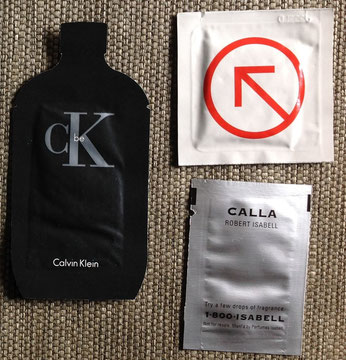 cK
be
Calvin Klein
CALLA
ROBERT ISABELL
Try a few drops of fragrance
1·800·ISABELL